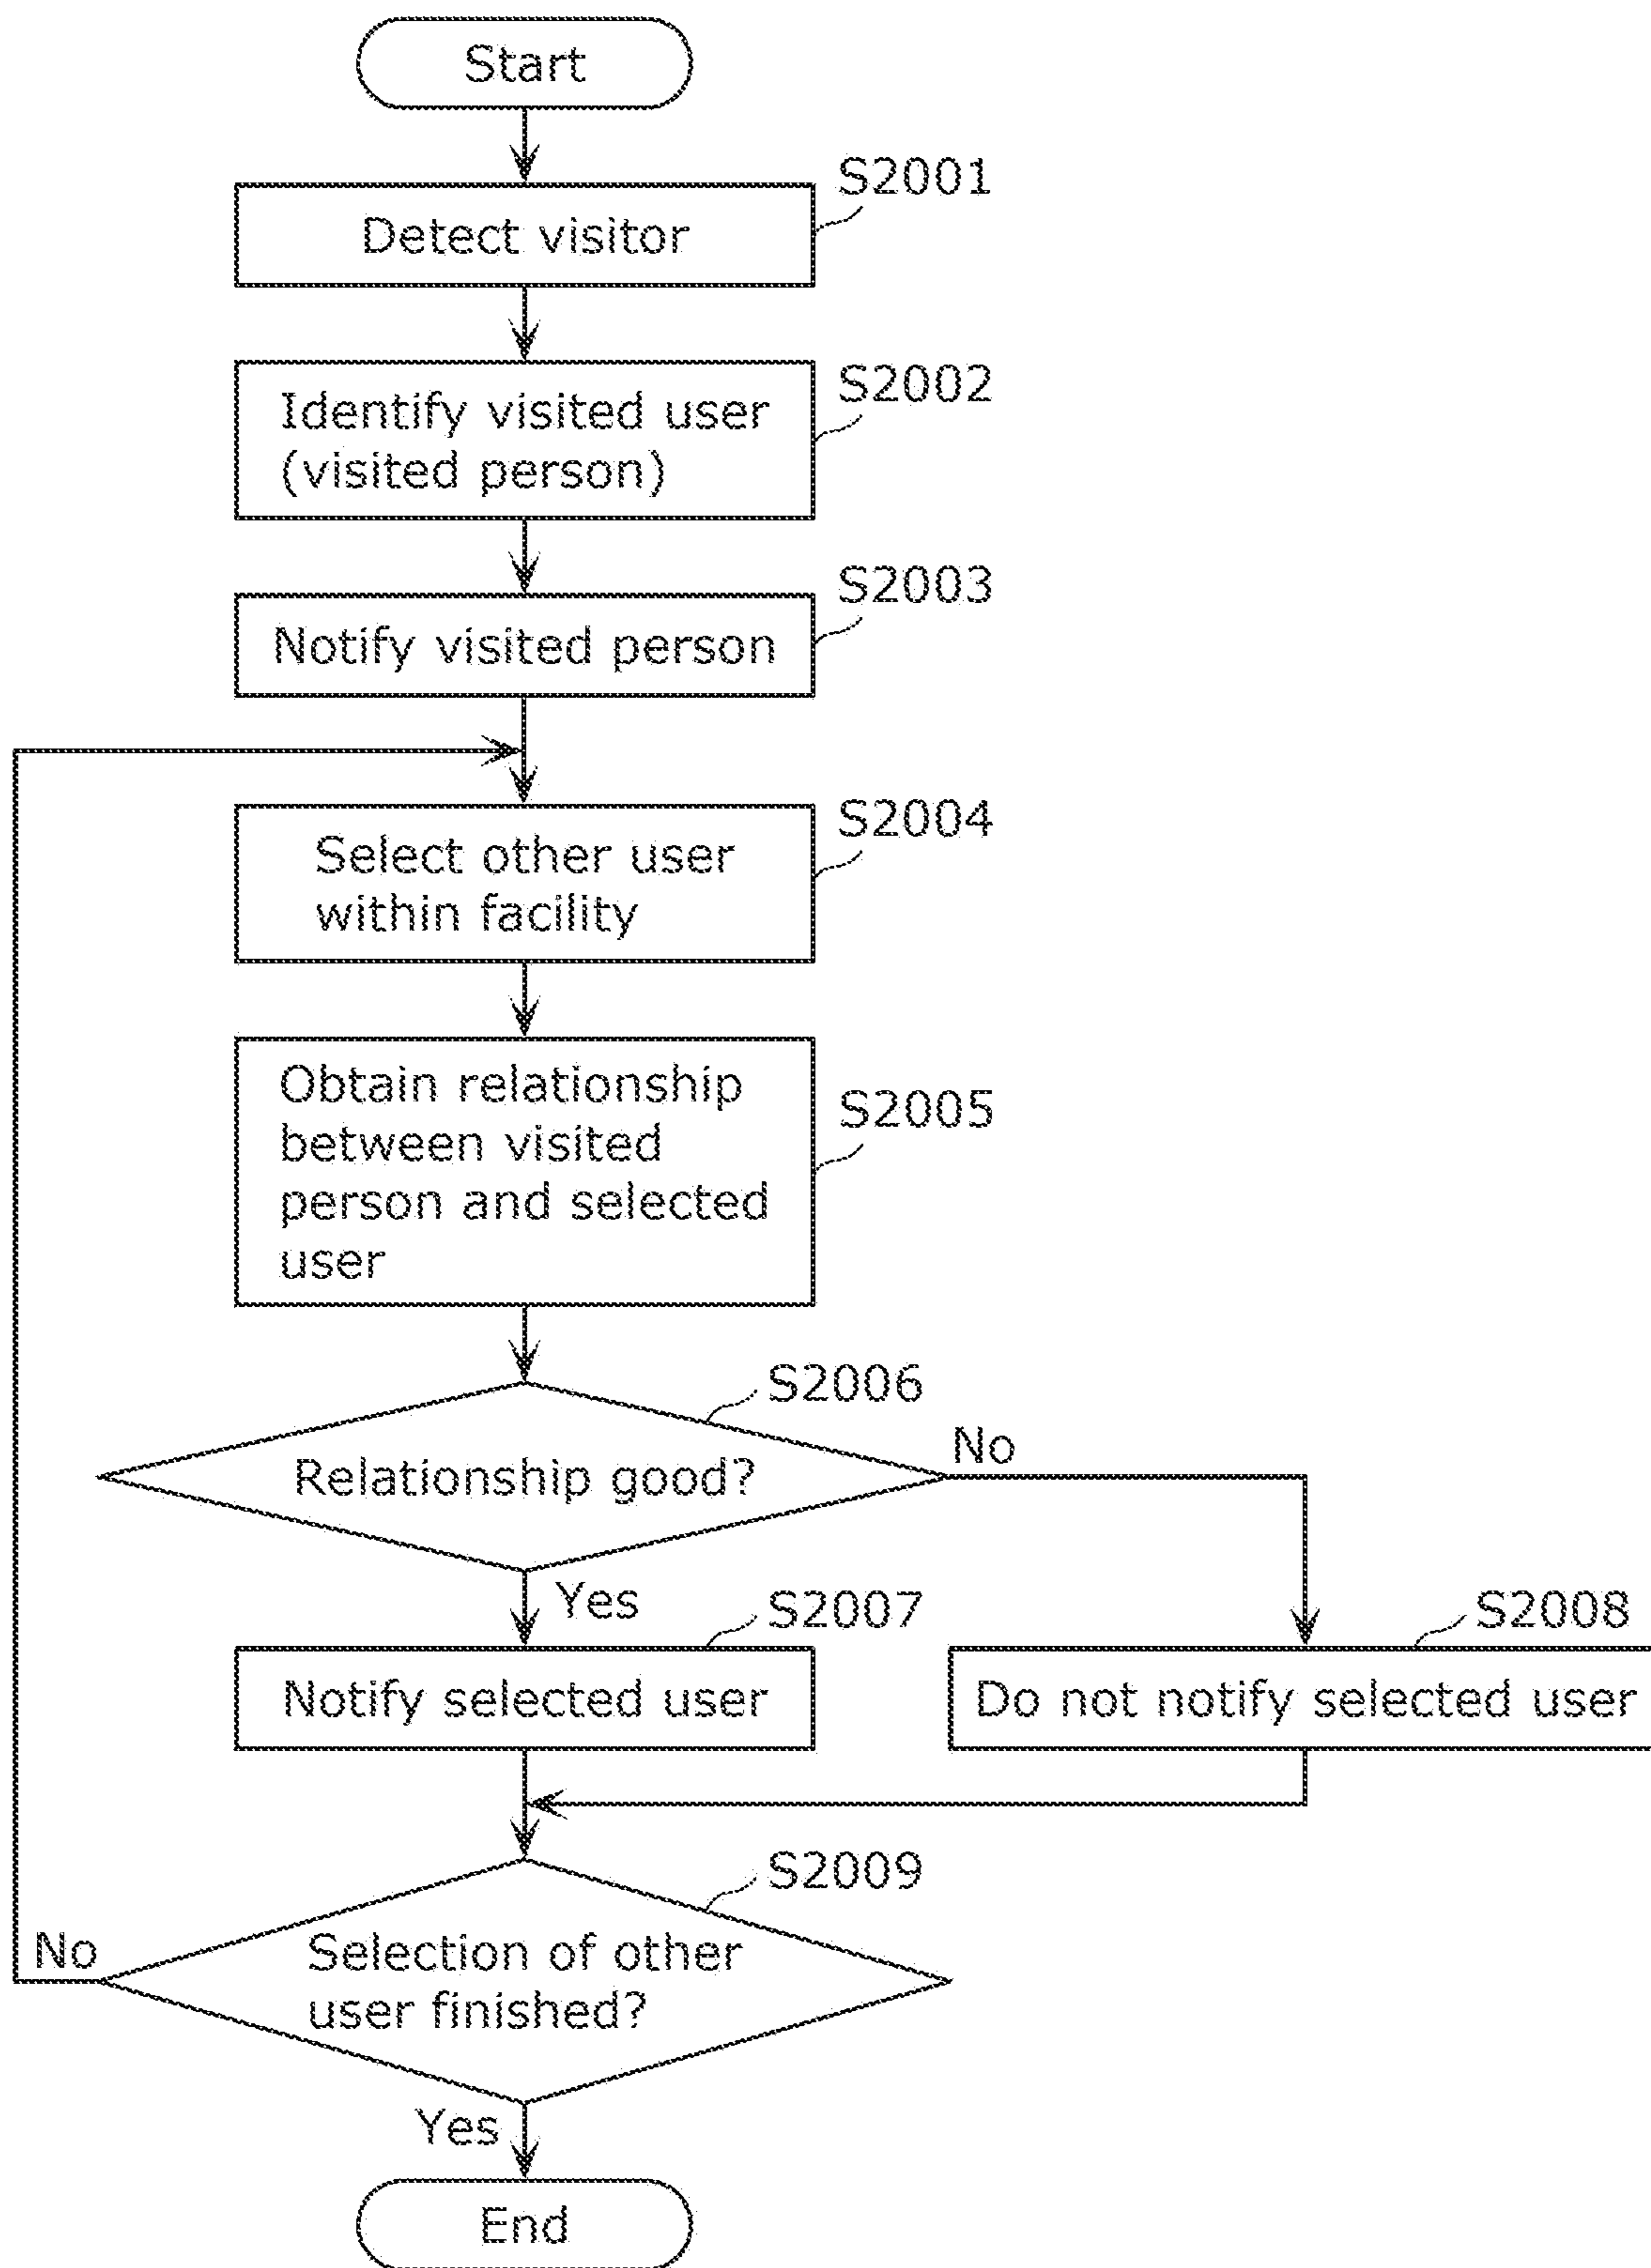 Start
S2001
Detect visitor
S2002
Identify visited user
(visited person)
S2003
Notify visited person
S2004
Select other user
within facility
S2005
Obtain relationship
between visited
person and selected
user
S2006
Relationship good?
No
Yes
S2007
Notify selected user
S2008
Do not notify selected user
S2009
Selection of other
user finished?
No
Yes
End